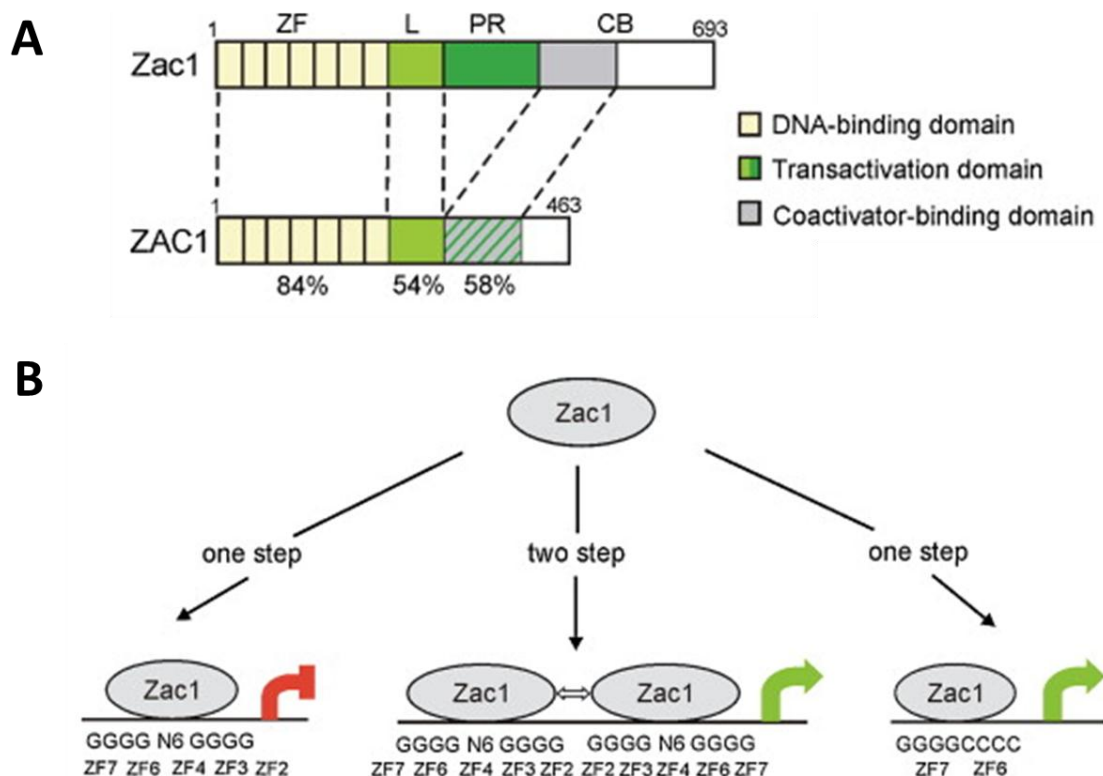 A
1 ZF L PR CB 693
Zac1
DNA-binding domain
Transactivation domain
Coactivator-binding domain
1 463
ZAC1
84% 54% 58%
B
Zac1
one step two step one step
Zac1 Zac1 Zac1 Zac1
GGGG N6 GGGG GGGG N6 GGGG GGGG N6 GGGG GGGGCCCC
ZF7 ZF6 ZF4 ZF3 ZF2 ZF7 ZF6 ZF4 ZF3 ZF2 ZF2 ZF3 ZF4 ZF6 ZF7 ZF7 ZF6